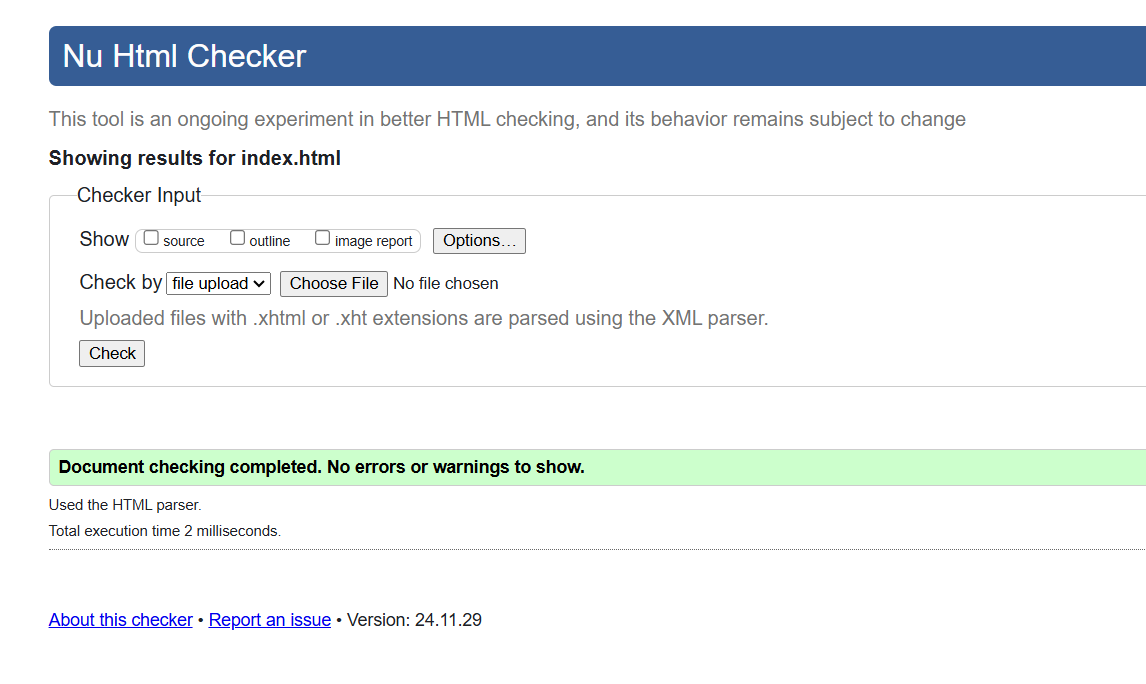 Nu Html Checker
This tool is an ongoing experiment in better HTML checking, and its behavior remains subject to change
Showing results for index.html
Checker Input
Show source outline image report Options…
Check by file upload Choose File No file chosen
Uploaded files with .xhtml or .xht extensions are parsed using the XML parser.
Check
Document checking completed. No errors or warnings to show.
Used the HTML parser.
Total execution time 2 milliseconds.
About this checker • Report an issue • Version: 24.11.29